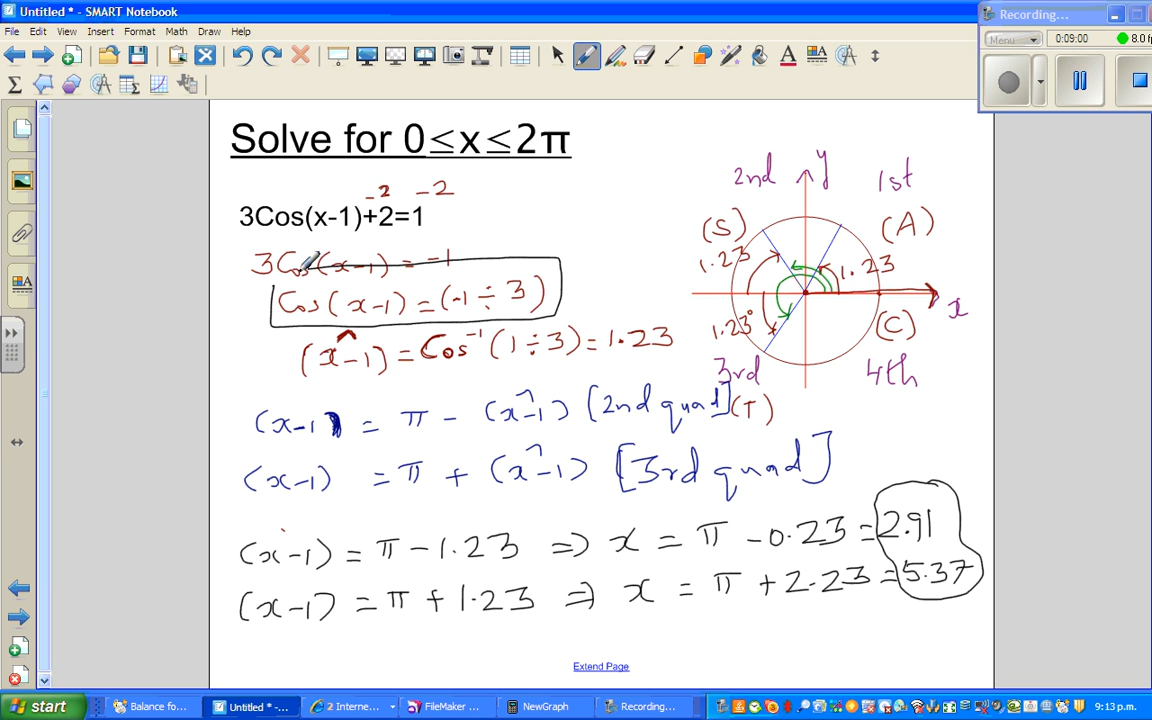 Untitled * - SMART Notebook
File Edit View Insert Format Math Draw Help
Recording...
Menu
0:09:00
8.0 f
Solve for 0≤x≤2π
-2 -2
3Cos(x-1)+2=1
3Cos(x-1) = -1
Cos(x-1) = (-1 ÷ 3)
(x^-1) = Cos⁻¹(1÷3) = 1.23
2nd y 1st
(S) (A)
1.23 1.23
x
1.23° (C)
3rd 4th
(T)
(x-1) = π - (x^-1) [2nd quad]
(x-1) = π + (x^-1) [3rd quad]
(x-1) = π - 1.23 => x = π - 0.23 = 2.91
(x-1) = π + 1.23 => x = π + 2.23 = 5.37
Extend Page
start
Balance fo...
Untitled * -...
2 Interne...
FileMaker ...
NewGraph
Recording...
9:13 p.m.